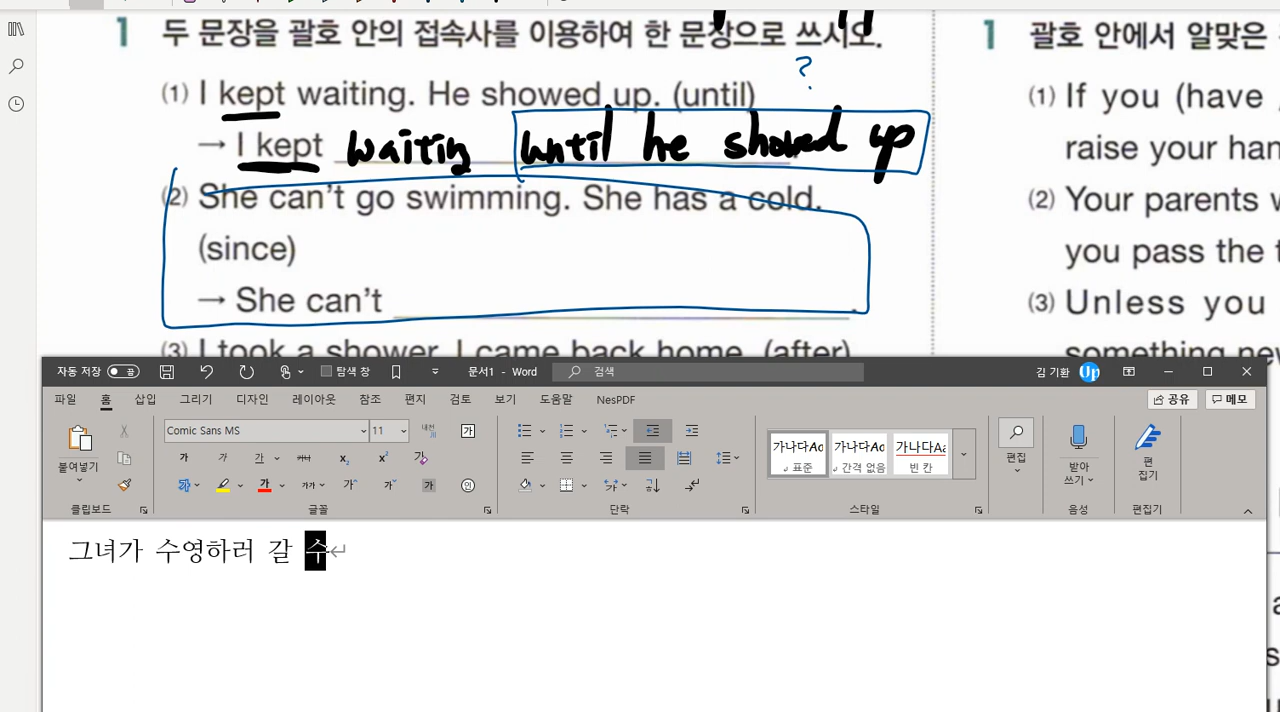 1 두 문장을 괄호 안의 접속사를 이용하여 한 문장으로 쓰시오.
?
(1) I kept waiting. He showed up. (until)
→ I kept waiting until he showed up
(2) She can't go swimming. She has a cold.
(since)
→ She can't
(3) I took a shower. I came back home. (after)
1 괄호 안에서 알맞은
(1) If you (have
raise your han
(2) Your parents w
you pass the t
(3) Unless you
something new
자동 저장 문서1 - Word 검색 김 기환 Up
탐색 창
파일 홈 삽입 그리기 디자인 레이아웃 참조 편지 검토 보기 도움말 NesPDF 공유 메모
붙여넣기
클립보드
Comic Sans MS 11
글꼴
단락
가나다Aa 가나다Aa 가나다Aa
표준 간격 없음 빈 칸
스타일
편집
받아
쓰기
음성
편
집기
편집기
그녀가 수영하러 갈 수